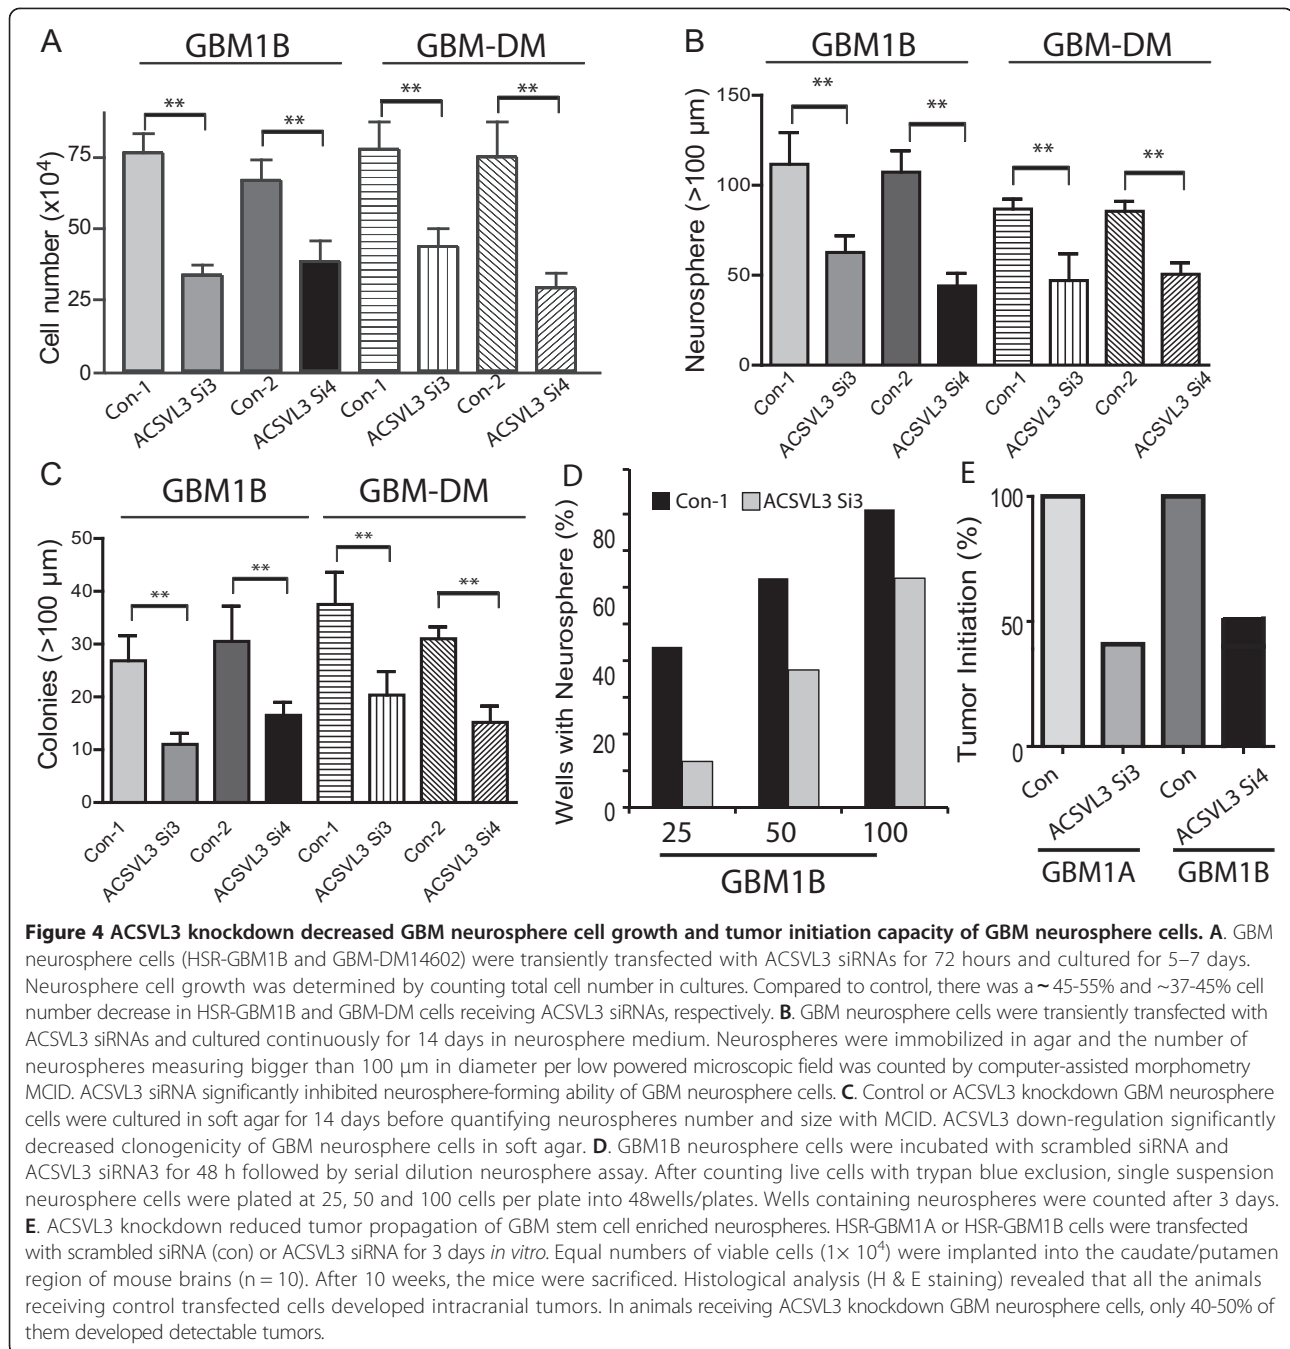 A
GBM1B
GBM-DM
**
**
**
**
Cell number (x10⁴)
75
50
25
0
Con-1
ACSVL3 Si3
Con-2
ACSVL3 Si4
Con-1
ACSVL3 Si3
Con-2
ACSVL3 Si4
B
GBM1B
GBM-DM
**
**
**
**
Neurosphere (>100 μm)
150
100
50
0
Con-1
ACSVL3 Si3
Con-2
ACSVL3 Si4
Con-1
ACSVL3 Si3
Con-2
ACSVL3 Si4
C
GBM1B
GBM-DM
**
**
**
**
Colonies (>100 μm)
50
40
30
20
10
0
Con-1
ACSVL3 Si3
Con-2
ACSVL3 Si4
Con-1
ACSVL3 Si3
Con-2
ACSVL3 Si4
D
Con-1
ACSVL3 Si3
Wells with Neurosphere (%)
80
60
40
20
0
25
50
100
GBM1B
E
Tumor Initiation (%)
100
50
0
Con
ACSVL3 Si3
Con
ACSVL3 Si4
GBM1A
GBM1B
Figure 4 ACSVL3 knockdown decreased GBM neurosphere cell growth and tumor initiation capacity of GBM neurosphere cells. A. GBM
neurosphere cells (HSR-GBM1B and GBM-DM14602) were transiently transfected with ACSVL3 siRNAs for 72 hours and cultured for 5–7 days.
Neurosphere cell growth was determined by counting total cell number in cultures. Compared to control, there was a ~ 45-55% and ~37-45% cell
number decrease in HSR-GBM1B and GBM-DM cells receiving ACSVL3 siRNAs, respectively. B. GBM neurosphere cells were transiently transfected with
ACSVL3 siRNAs and cultured continuously for 14 days in neurosphere medium. Neurospheres were immobilized in agar and the number of
neurospheres measuring bigger than 100 μm in diameter per low powered microscopic field was counted by computer-assisted morphometry
MCID. ACSVL3 siRNA significantly inhibited neurosphere-forming ability of GBM neurosphere cells. C. Control or ACSVL3 knockdown GBM neurosphere
cells were cultured in soft agar for 14 days before quantifying neurospheres number and size with MCID. ACSVL3 down-regulation significantly
decreased clonogenicity of GBM neurosphere cells in soft agar. D. GBM1B neurosphere cells were incubated with scrambled siRNA and
ACSVL3 siRNA3 for 48 h followed by serial dilution neurosphere assay. After counting live cells with trypan blue exclusion, single suspension
neurosphere cells were plated at 25, 50 and 100 cells per plate into 48wells/plates. Wells containing neurospheres were counted after 3 days.
E. ACSVL3 knockdown reduced tumor propagation of GBM stem cell enriched neurospheres. HSR-GBM1A or HSR-GBM1B cells were transfected
with scrambled siRNA (con) or ACSVL3 siRNA for 3 days in vitro. Equal numbers of viable cells (1× 10⁴) were implanted into the caudate/putamen
region of mouse brains (n = 10). After 10 weeks, the mice were sacrificed. Histological analysis (H & E staining) revealed that all the animals
receiving control transfected cells developed intracranial tumors. In animals receiving ACSVL3 knockdown GBM neurosphere cells, only 40-50% of
them developed detectable tumors.